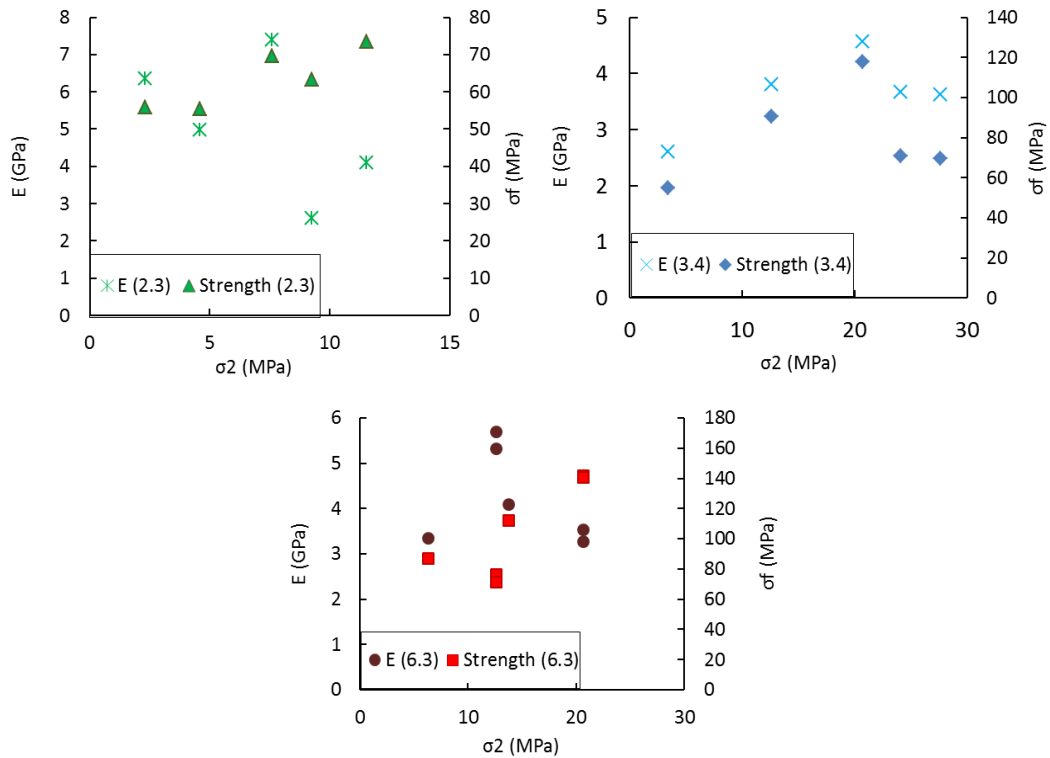 8 80
7 70
6 60
5 50
4 40
3 30
2 20
1 10
0 0
E (GPa)
σf (MPa)
E (2.3) Strength (2.3)
0 5 10 15
σ2 (MPa)
5 140
4 120
3 100
2 80
1 60
0 40
20
0
E (GPa)
σf (MPa)
E (3.4) Strength (3.4)
0 10 20 30
σ2 (MPa)
6 180
5 160
4 140
3 120
2 100
1 80
0 60
40
20
0
E (GPa)
σf (MPa)
E (6.3) Strength (6.3)
0 10 20 30
σ2 (MPa)